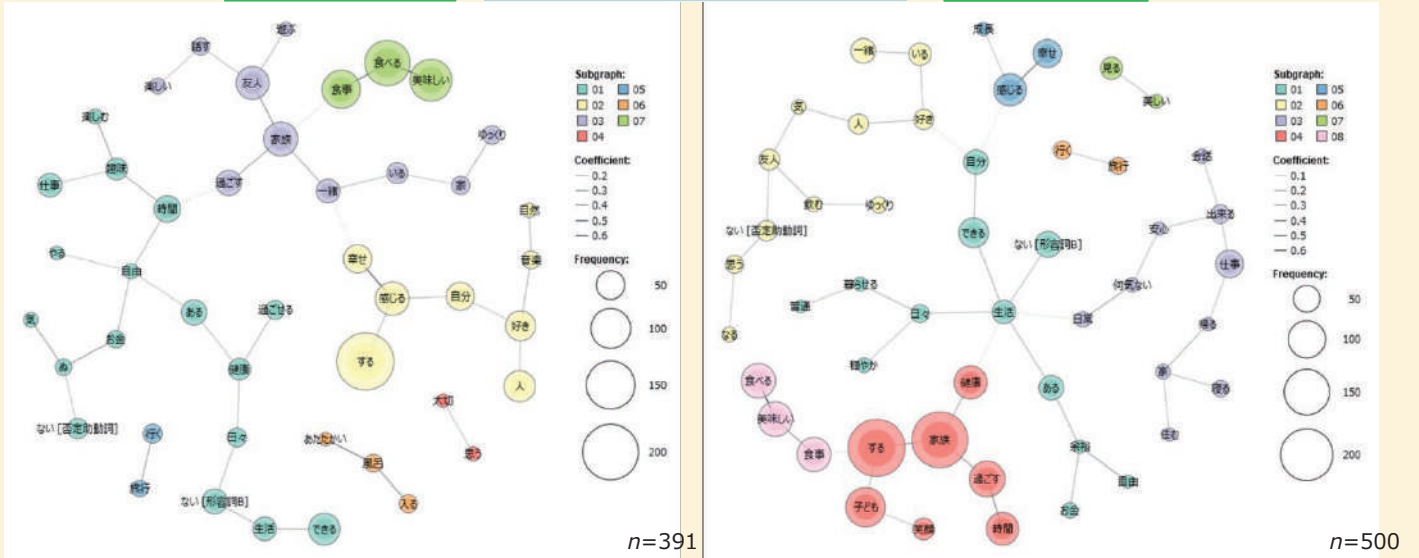 遊ぶ
話す
楽しい
友人
食事
食べる
美味しい
家族
楽しむ
趣味
仕事
時間
過ごす
一緒
いる
家
ゆっくり
やる
自由
ある
過ごせる
気
お金
ぬ
健康
ない [否定助動詞]
行く
旅行
日々
ない [形容詞B]
生活
できる
幸せ
感じる
する
自分
自然
音楽
好き
人
大切
思う
あたたかい
風呂
入る
Subgraph:
01 05
02 06
03 07
04
Coefficient:
0.2
0.3
0.4
0.5
0.6
Frequency:
50
100
150
200
n=391
一緒
いる
気
人
好き
友人
飲む
ゆっくり
ない [否定助動詞]
思う
なる
成長
幸せ
感じる
自分
できる
ない [形容詞B]
見る
美しい
行く
旅行
会話
出来る
安心
仕事
何気ない
日常
帰る
家
寝る
住む
暮らせる
普通
日々
穏やか
生活
ある
余裕
自由
お金
健康
食べる
美味しい
食事
する
家族
過ごす
時間
子ども
笑顔
Subgraph:
01 05
02 06
03 07
04 08
Coefficient:
0.1
0.2
0.3
0.4
0.5
0.6
Frequency:
50
100
150
200
n=500